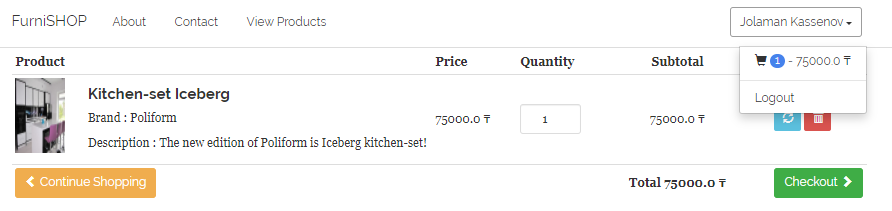 FurniSHOP About Contact View Products Jolaman Kassenov
1 - 75000.0 ₸
Logout
Product Price Quantity Subtotal
Kitchen-set Iceberg
Brand : Poliform 75000.0 ₸ 1 75000.0 ₸
Description : The new edition of Poliform is Iceberg kitchen-set!
Continue Shopping Total 75000.0 ₸ Checkout